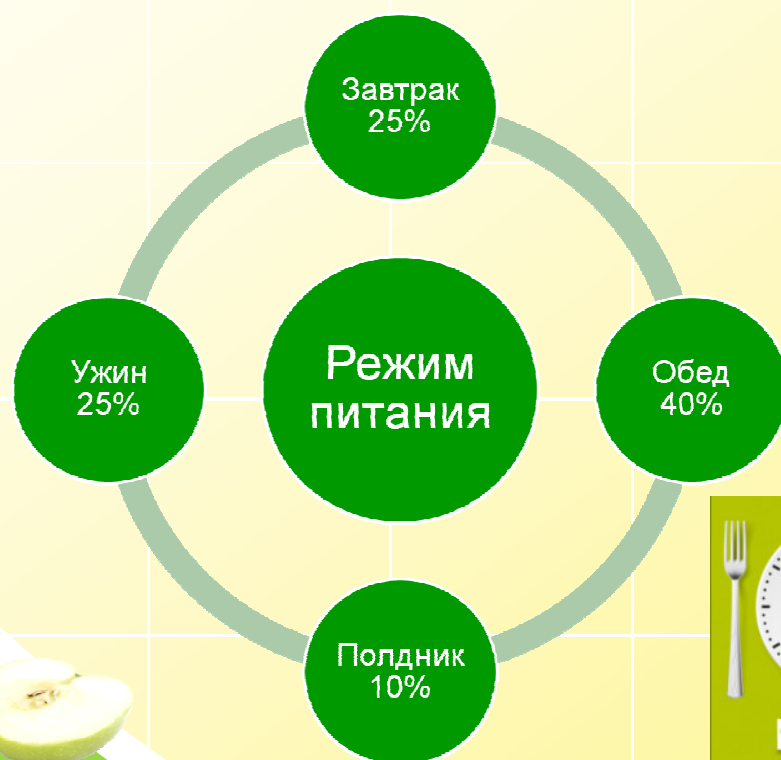 Завтрак
25%
Режим
питания
Ужин
25%
Обед
40%
Полдник
10%